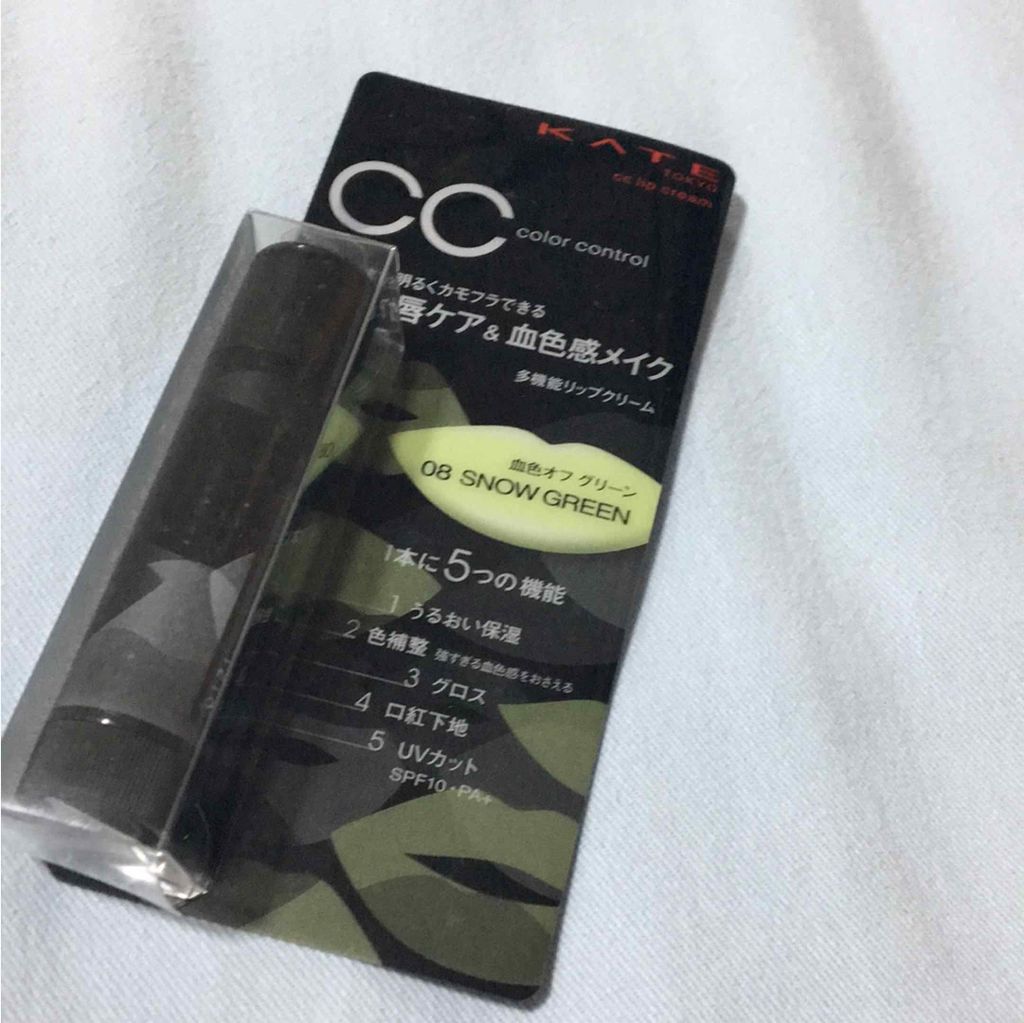 KATE
TOKYO
cc lip cream
CC color control
明るくカモフラできる
唇ケア&血色感メイク
多機能リップクリーム
血色オフ グリーン
08 SNOW GREEN
1本に5つの機能
1 うるおい保湿
2 色補整 強すぎる血色感をおさえる
3 グロス
4 口紅下地
5 UVカット
SPF10・PA+